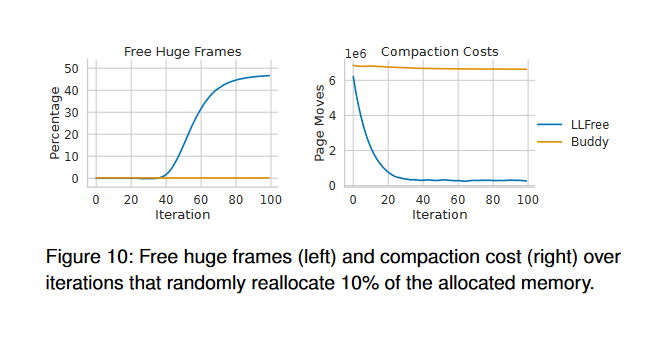 Free Huge Frames
Percentage
50
40
30
20
10
0
0 20 40 60 80 100
Iteration
1e6 Compaction Costs
Page Moves
6
4
2
0
0 20 40 60 80 100
Iteration
LLFree
Buddy
Figure 10: Free huge frames (left) and compaction cost (right) over
iterations that randomly reallocate 10% of the allocated memory.